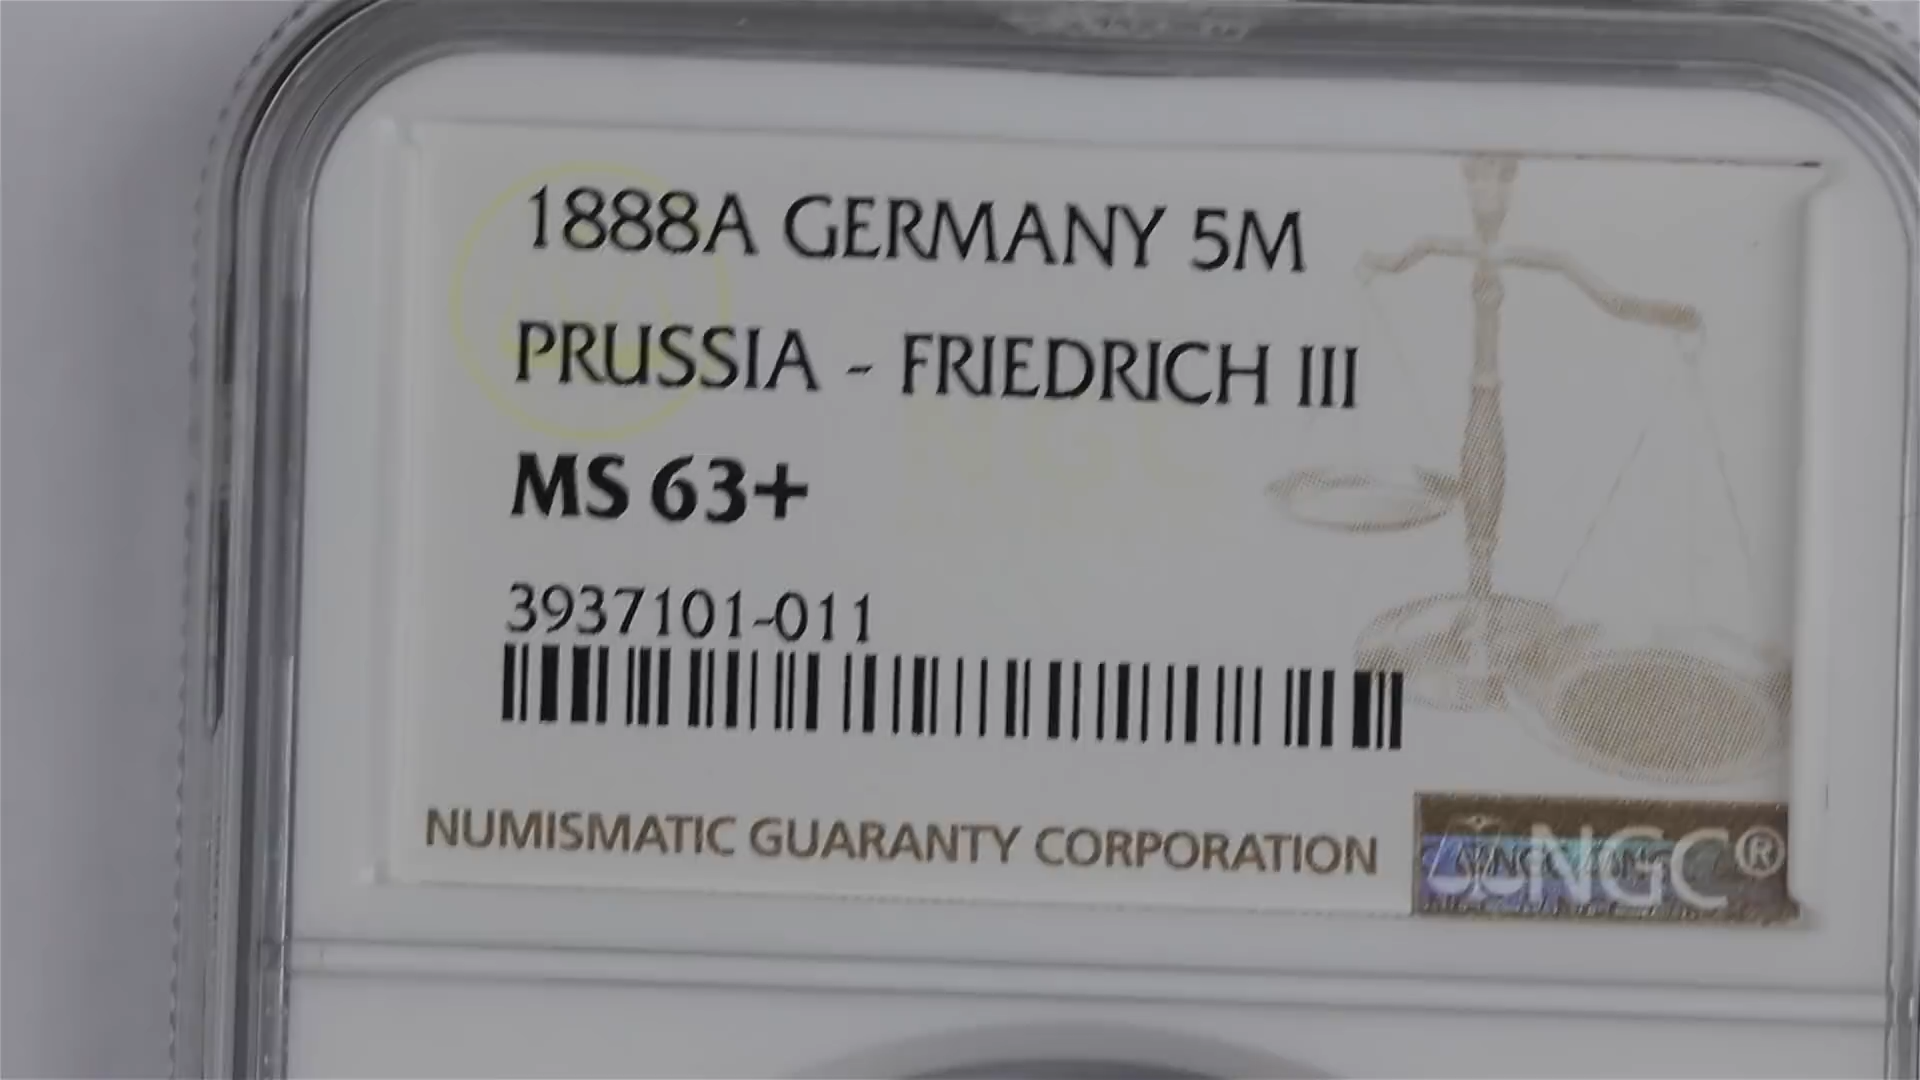 1888A GERMANY 5M
PRUSSIA - FRIEDRICH III
MS 63+
3937101-011
NUMISMATIC GUARANTY CORPORATION
NGC®